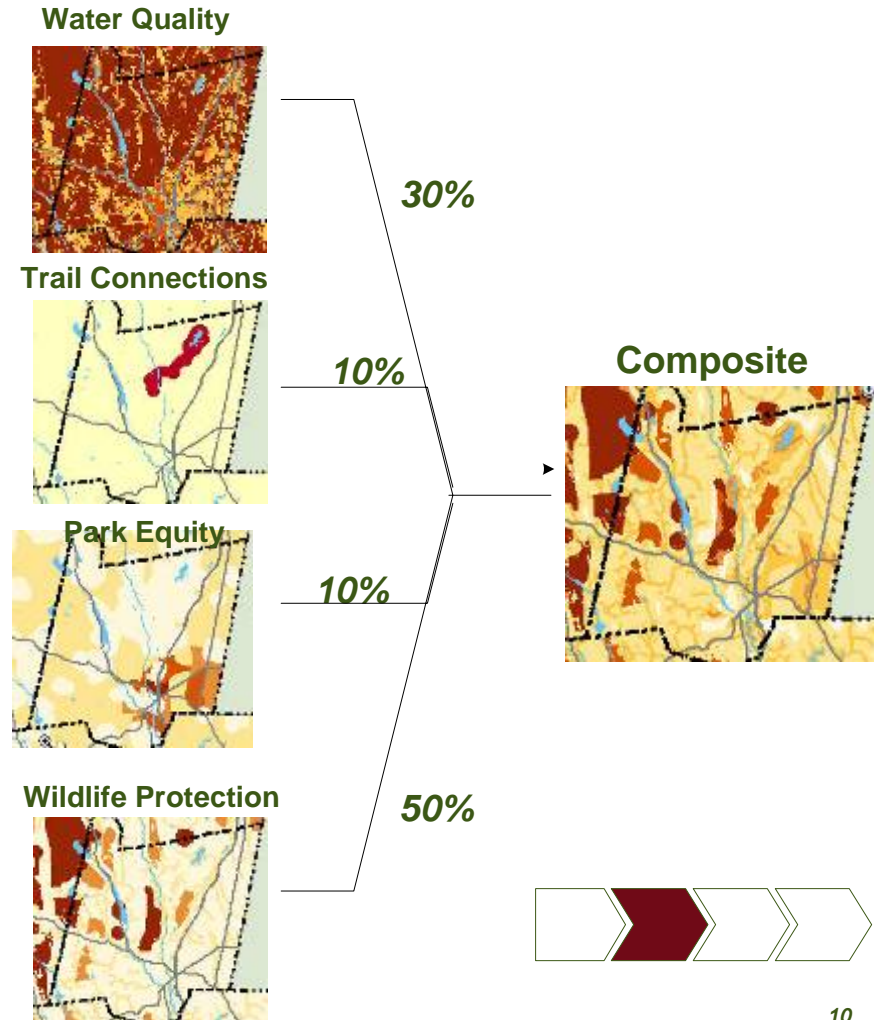 Water Quality
30%
Trail Connections
10%
Composite
Park Equity
10%
Wildlife Protection
50%
10